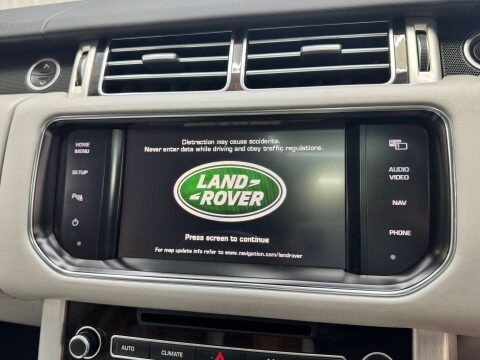 Distraction may cause accidents.
Never enter data while driving and obey traffic regulations.
HOME
MENU
SETUP
LAND
ROVER
AUDIO
VIDEO
NAV
PHONE
Press screen to continue
For map update info refer to www.navigation.com/landrover
AUTO
CLIMATE